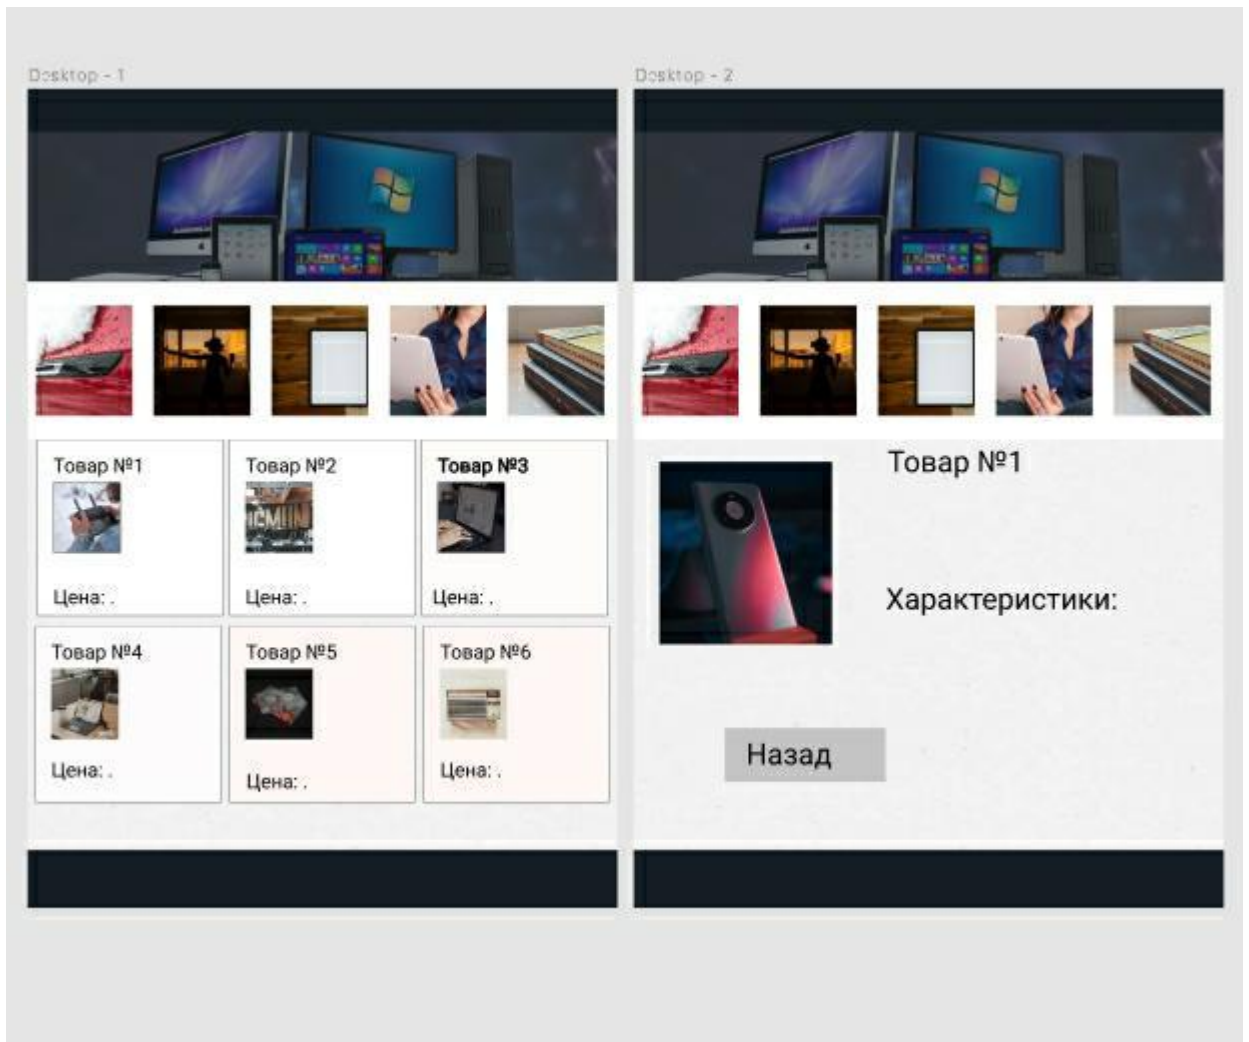 Desktop - 1
Desktop - 2
Товар №1
Товар №2
Товар №3
Цена: .
Цена: .
Цена: .
Товар №4
Товар №5
Товар №6
Цена: .
Цена: .
Цена: .
Товар №1
Характеристики:
Назад